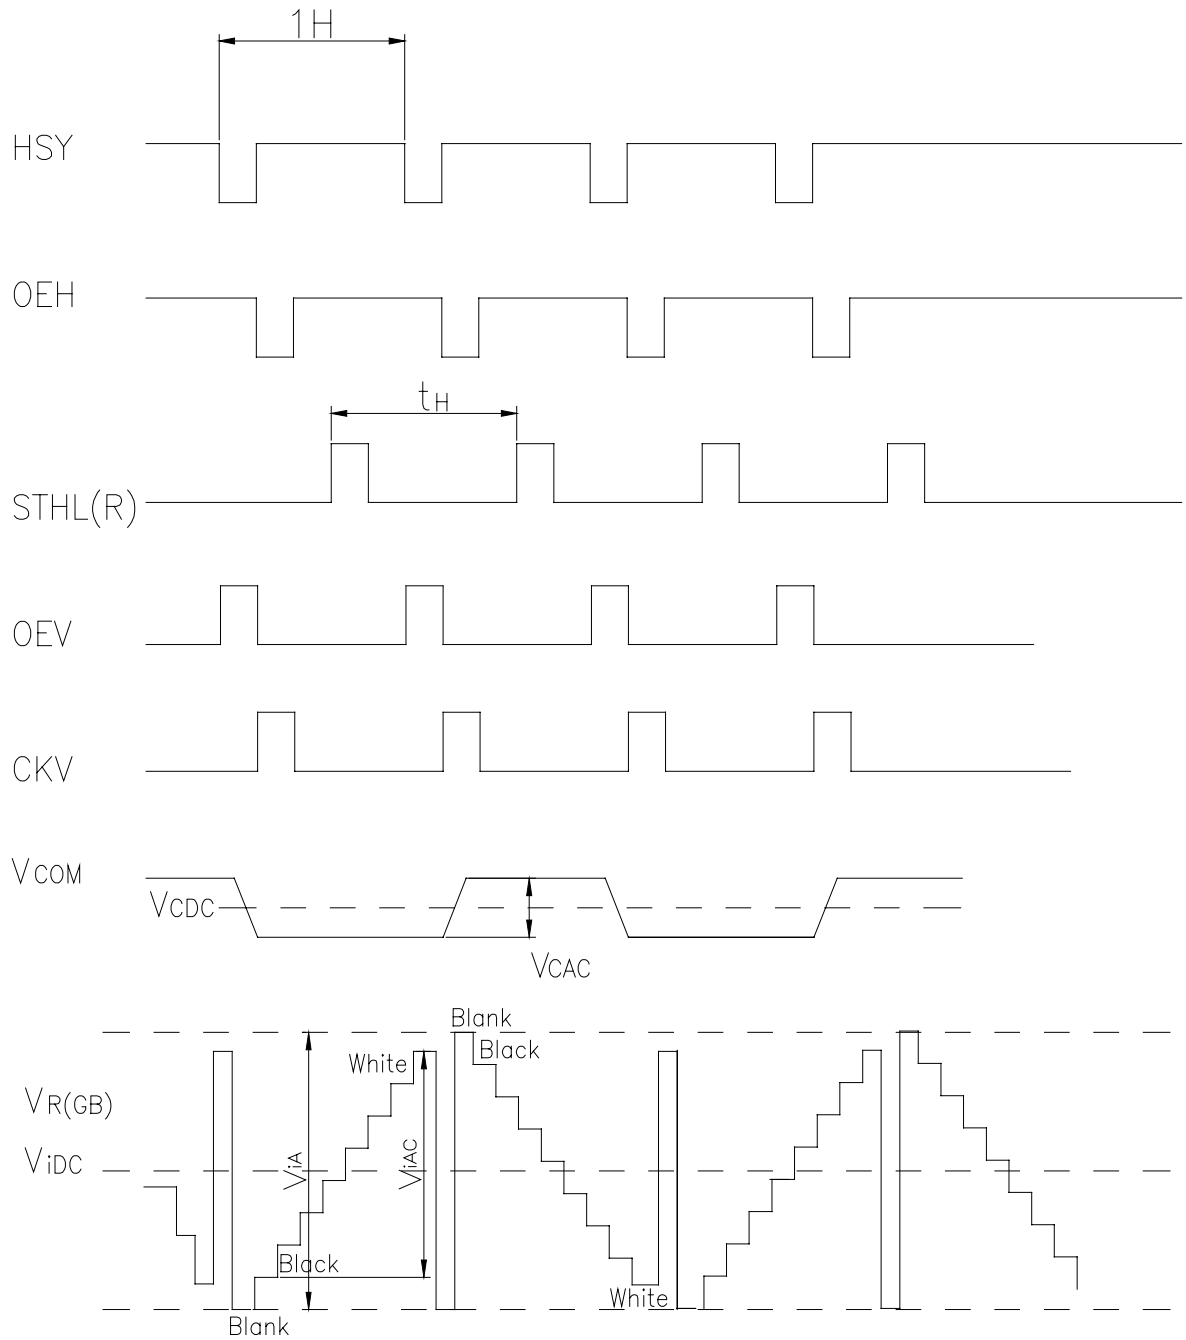 1H
HSY
OEH
tH
STHL(R)
OEV
CKV
VCOM
VCDC
VCAC
Blank
White
Black
VR(GB)
ViA
ViAC
ViDC
Black
White
Blank